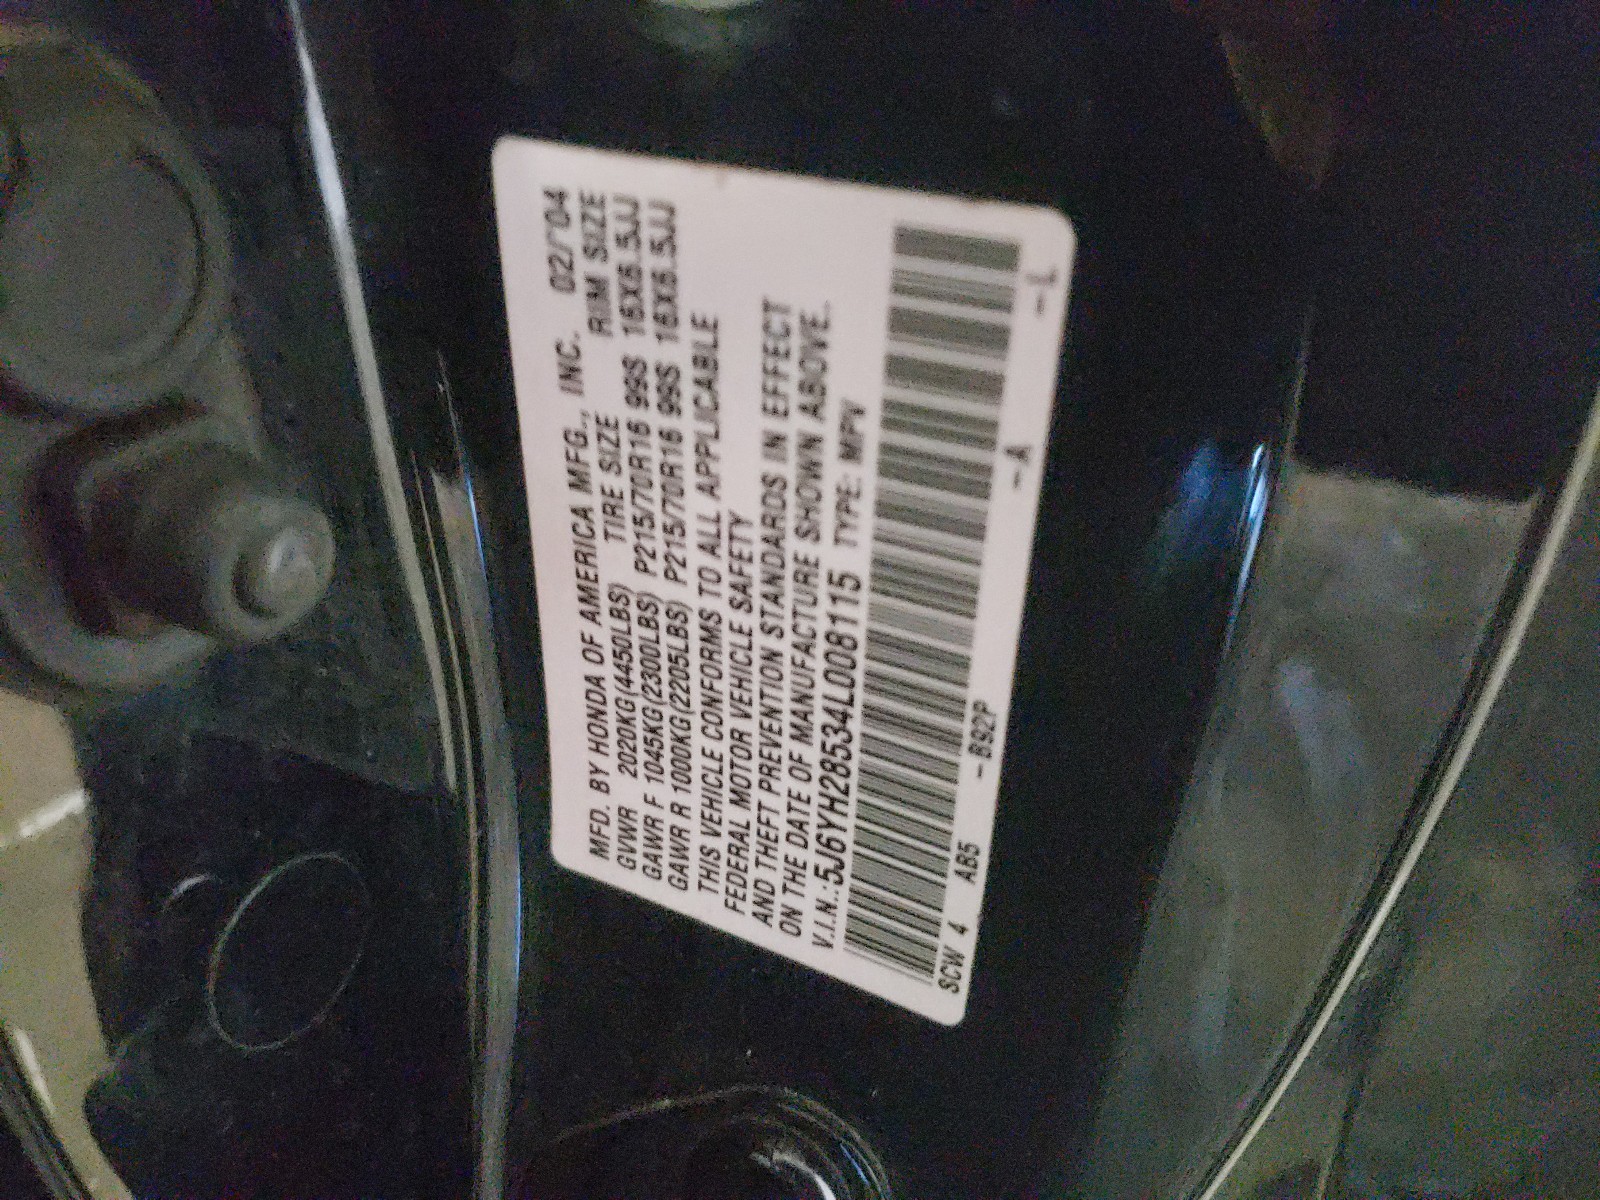 MFD. BY HONDA OF AMERICA MFG., INC. 02/'04
GVWR 2020KG(4450LBS) TIRE SIZE RIM SIZE
GAWR F 1045KG(2300LBS) P215/70R16 99S 16X6.5JJ
GAWR R 1000KG(2205LBS) P215/70R16 99S 16X6.5JJ
THIS VEHICLE CONFORMS TO ALL APPLICABLE
FEDERAL MOTOR VEHICLE SAFETY
AND THEFT PREVENTION STANDARDS IN EFFECT
ON THE DATE OF MANUFACTURE SHOWN ABOVE.
V.I.N.:5J6YH28534L008115 TYPE: MPV
SCW 4 AB5 -B92P -A -L